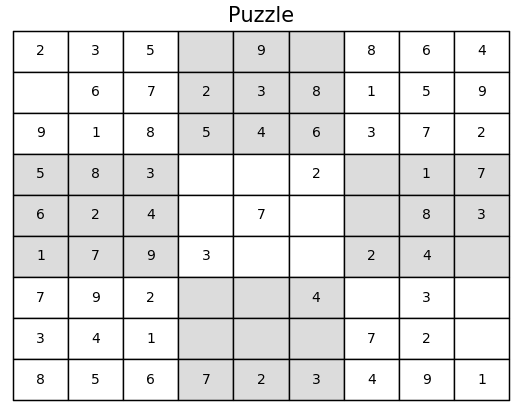 Puzzle
2 3 5 9 8 6 4
6 7 2 3 8 1 5 9
9 1 8 5 4 6 3 7 2
5 8 3 2 1 7
6 2 4 7 8 3
1 7 9 3 2 4
7 9 2 4 3
3 4 1 7 2
8 5 6 7 2 3 4 9 1